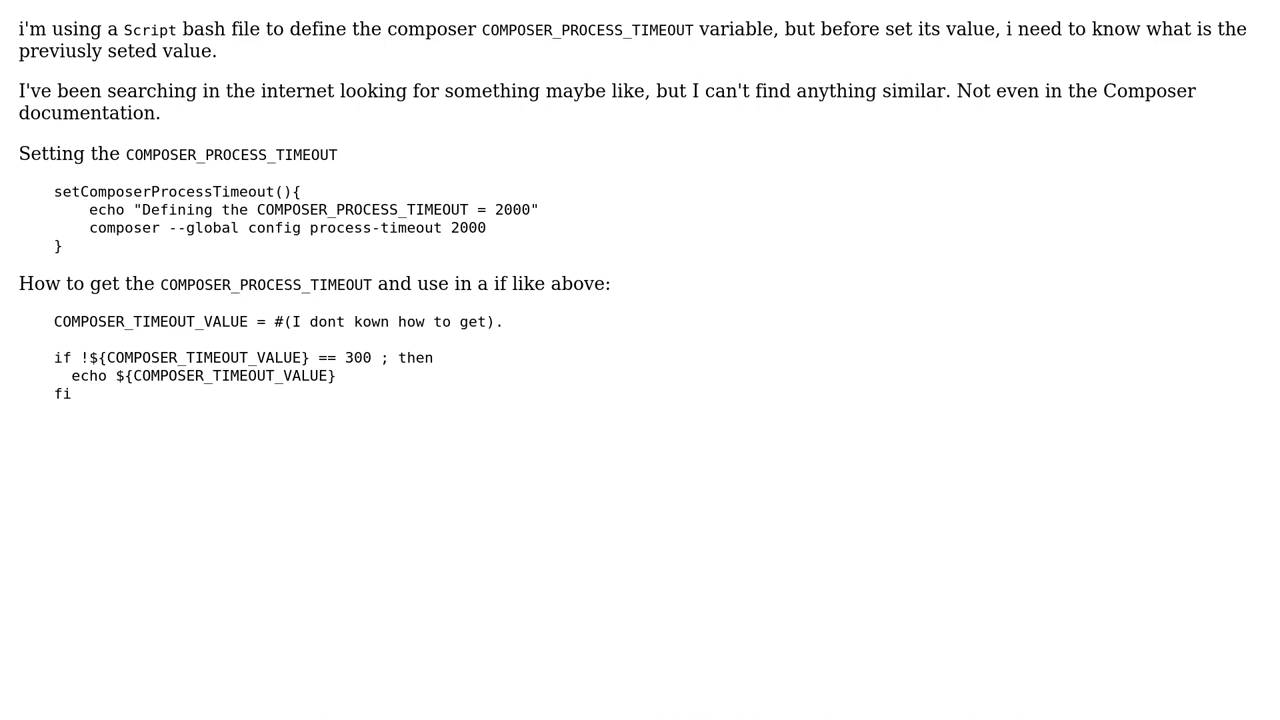 i'm using a Script bash file to define the composer COMPOSER_PROCESS_TIMEOUT variable, but before set its value, i need to know what is the
previusly seted value.
I've been searching in the internet looking for something maybe like, but I can't find anything similar. Not even in the Composer
documentation.
Setting the COMPOSER_PROCESS_TIMEOUT
setComposerProcessTimeout(){
    echo "Defining the COMPOSER_PROCESS_TIMEOUT = 2000"
    composer --global config process-timeout 2000
}
How to get the COMPOSER_PROCESS_TIMEOUT and use in a if like above:
COMPOSER_TIMEOUT_VALUE = #(I dont kown how to get).
if !${COMPOSER_TIMEOUT_VALUE} == 300 ; then
  echo ${COMPOSER_TIMEOUT_VALUE}
fi